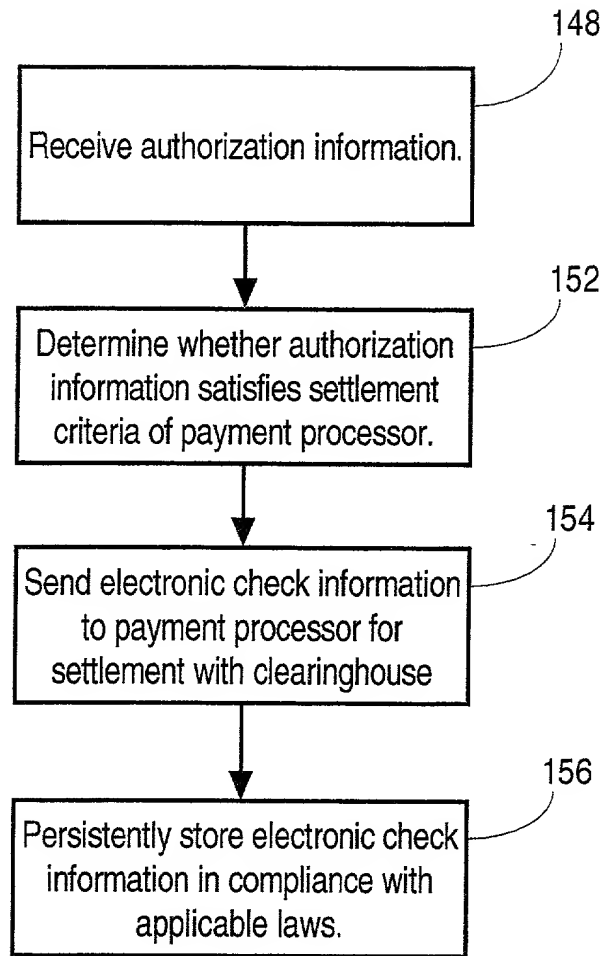 148
Receive authorization information.
152
Determine whether authorization
information satisfies settlement
criteria of payment processor.
154
Send electronic check information
to payment processor for
settlement with clearinghouse
156
Persistently store electronic check
information in compliance with
applicable laws.